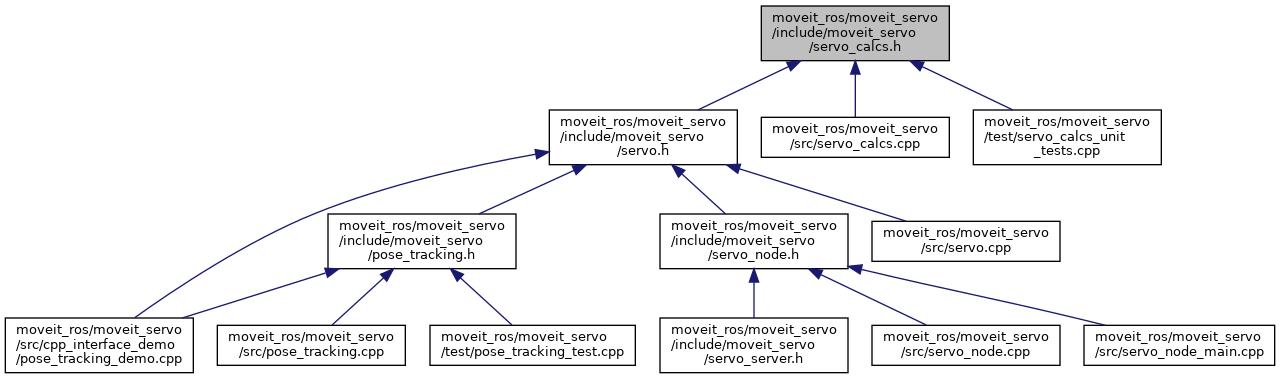 moveit_ros/moveit_servo
/include/moveit_servo
/servo_calcs.h
moveit_ros/moveit_servo
/include/moveit_servo
/servo.h
moveit_ros/moveit_servo
/src/servo_calcs.cpp
moveit_ros/moveit_servo
/test/servo_calcs_unit
_tests.cpp
moveit_ros/moveit_servo
/include/moveit_servo
/pose_tracking.h
moveit_ros/moveit_servo
/include/moveit_servo
/servo_node.h
moveit_ros/moveit_servo
/src/servo.cpp
moveit_ros/moveit_servo
/src/cpp_interface_demo
/pose_tracking_demo.cpp
moveit_ros/moveit_servo
/src/pose_tracking.cpp
moveit_ros/moveit_servo
/test/pose_tracking_test.cpp
moveit_ros/moveit_servo
/include/moveit_servo
/servo_server.h
moveit_ros/moveit_servo
/src/servo_node.cpp
moveit_ros/moveit_servo
/src/servo_node_main.cpp